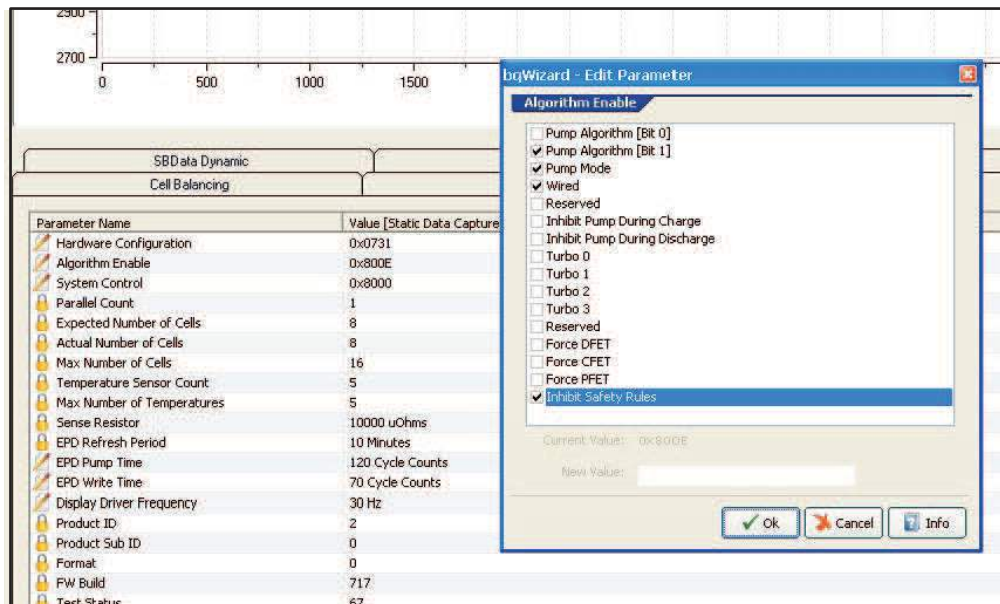 2900
2700
0 500 1000 1500
bqWizard - Edit Parameter
Algorithm Enable
Pump Algorithm [Bit 0]
Pump Algorithm [Bit 1]
Pump Mode
Wired
Reserved
Inhibit Pump During Charge
Inhibit Pump During Discharge
Turbo 0
Turbo 1
Turbo 2
Turbo 3
Reserved
Force DFET
Force CFET
Force PFET
Inhibit Safety Rules
Current Value: 0x800E
New Value:
Ok Cancel Info
SBData Dynamic
Cell Balancing
Parameter Name Value [Static Data Capture
Hardware Configuration 0x0731
Algorithm Enable 0x800E
System Control 0x8000
Parallel Count 1
Expected Number of Cells 8
Actual Number of Cells 8
Max Number of Cells 16
Temperature Sensor Count 5
Max Number of Temperatures 5
Sense Resistor 10000 uOhms
EPD Refresh Period 10 Minutes
EPD Pump Time 120 Cycle Counts
EPD Write Time 70 Cycle Counts
Display Driver Frequency 30 Hz
Product ID 2
Product Sub ID 0
Format 0
FW Build 717
Test Status 67